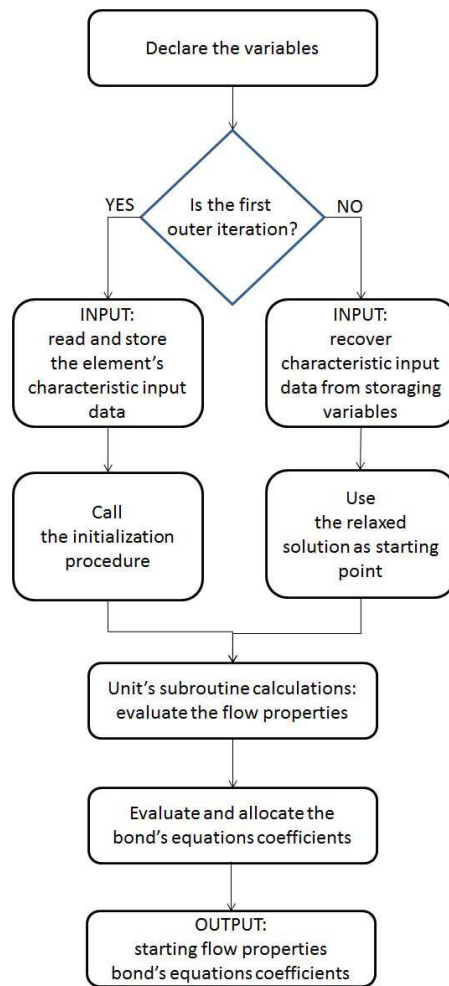 Declare the variables
Is the first
outer iteration?
YES
NO
INPUT:
read and store
the element's
characteristic input
data
INPUT:
recover
characteristic input
data from storaging
variables
Call
the initialization
procedure
Use
the relaxed
solution as starting
point
Unit's subroutine calculations:
evaluate the flow properties
Evaluate and allocate the
bond's equations coefficients
OUTPUT:
starting flow properties
bond's equations coefficients